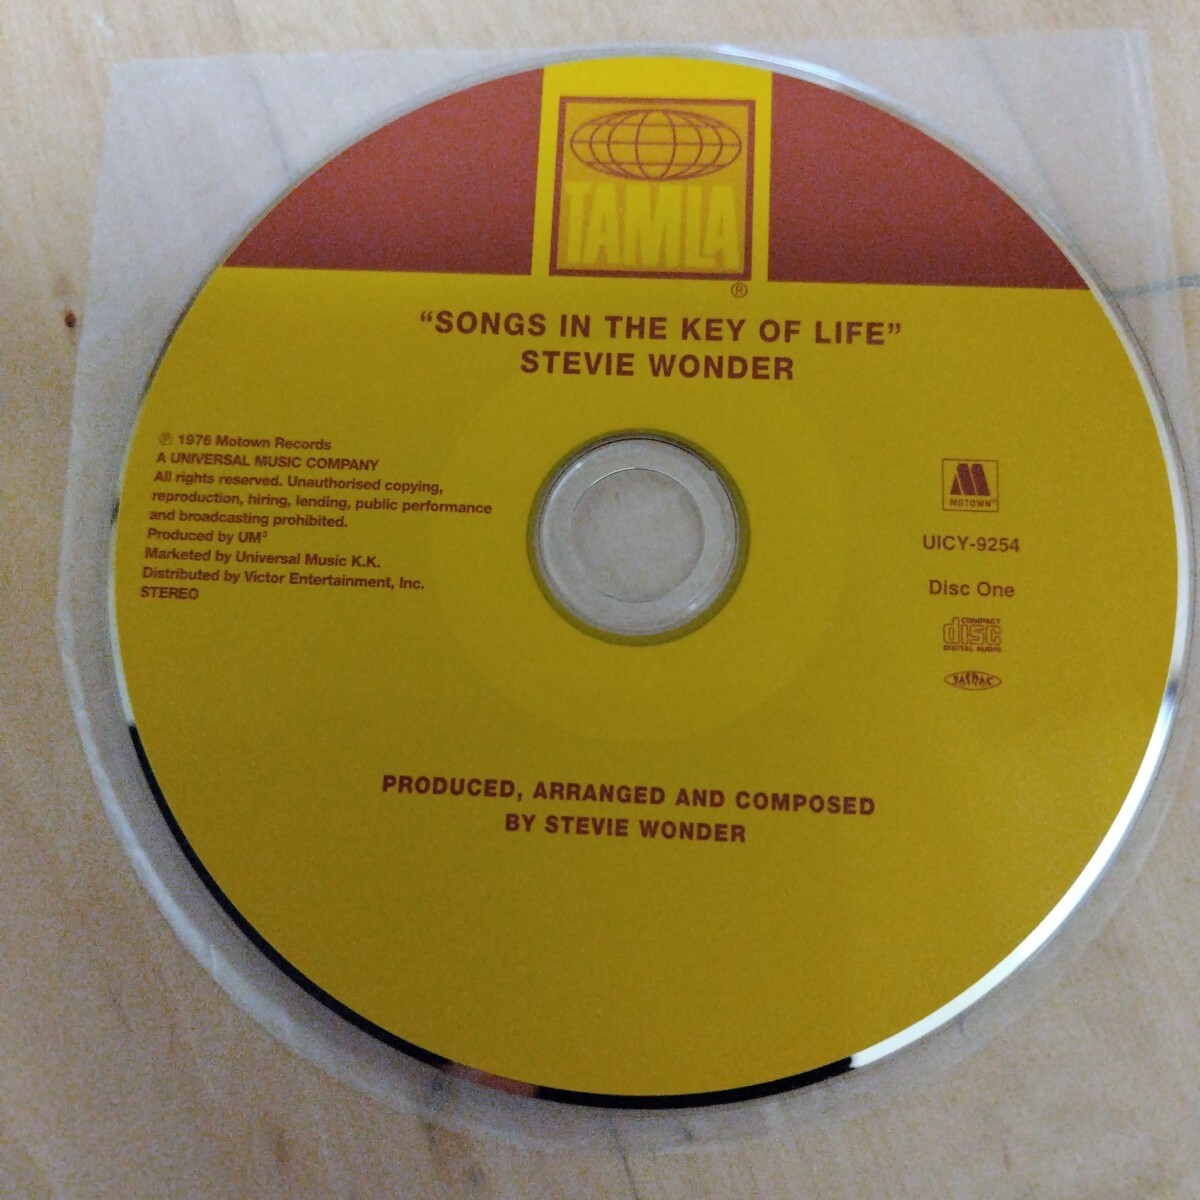 TAMLA
®
“SONGS IN THE KEY OF LIFE”
STEVIE WONDER
℗ 1976 Motown Records
A UNIVERSAL MUSIC COMPANY
All rights reserved. Unauthorised copying,
reproduction, hiring, lending, public performance
and broadcasting prohibited.
Produced by UM³
Marketed by Universal Music K.K.
Distributed by Victor Entertainment, Inc.
STEREO
MOTOWN
UICY-9254
Disc One
COMPACT
disc
DIGITAL AUDIO
JASRAC
PRODUCED, ARRANGED AND COMPOSED
BY STEVIE WONDER